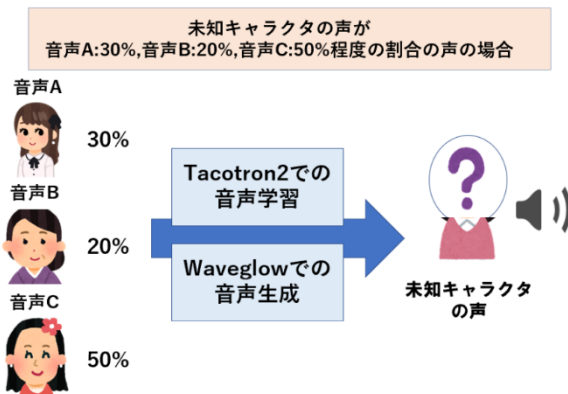 未知キャラクタの声が
音声A:30%,音声B:20%,音声C:50%程度の割合の声の場合
音声A
30%
音声B
20%
音声C
50%
Tacotron2での
音声学習
Waveglowでの
音声生成
?
未知キャラクタ
の声